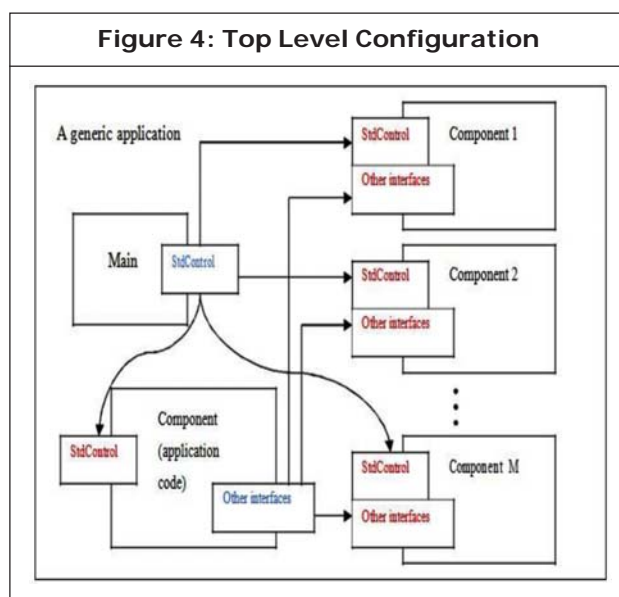 Figure 4: Top Level Configuration
A generic application
StdControl
Component 1
Other interfaces
Main
StdControl
StdControl
Component 2
Other interfaces
StdControl
Component
(application
code)
Other interfaces
StdControl
Component M
Other interfaces